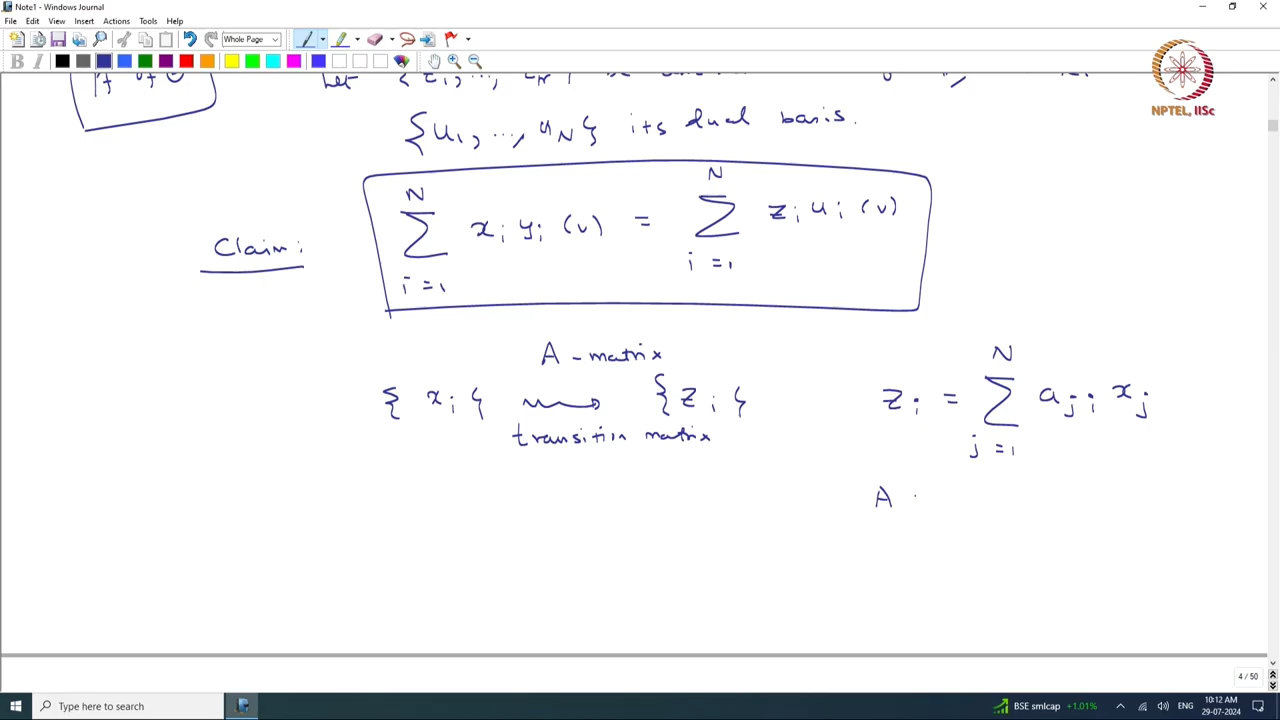 Note1 - Windows Journal
File Edit View Insert Actions Tools Help
Whole Page
B I
NPTEL, IISc
Let
{u1, ..., uN} its dual basis.
Claim: N Σ i=1 xi yi (v) = N Σ i=1 zi ui (v)
A - matrix
{xi} ⟿ {zi} zi = N Σ j=1 aji xj
transition matrix
A
4 / 50
Type here to search
BSE smlcap +1.01%
ENG
10:12 AM
29-07-2024